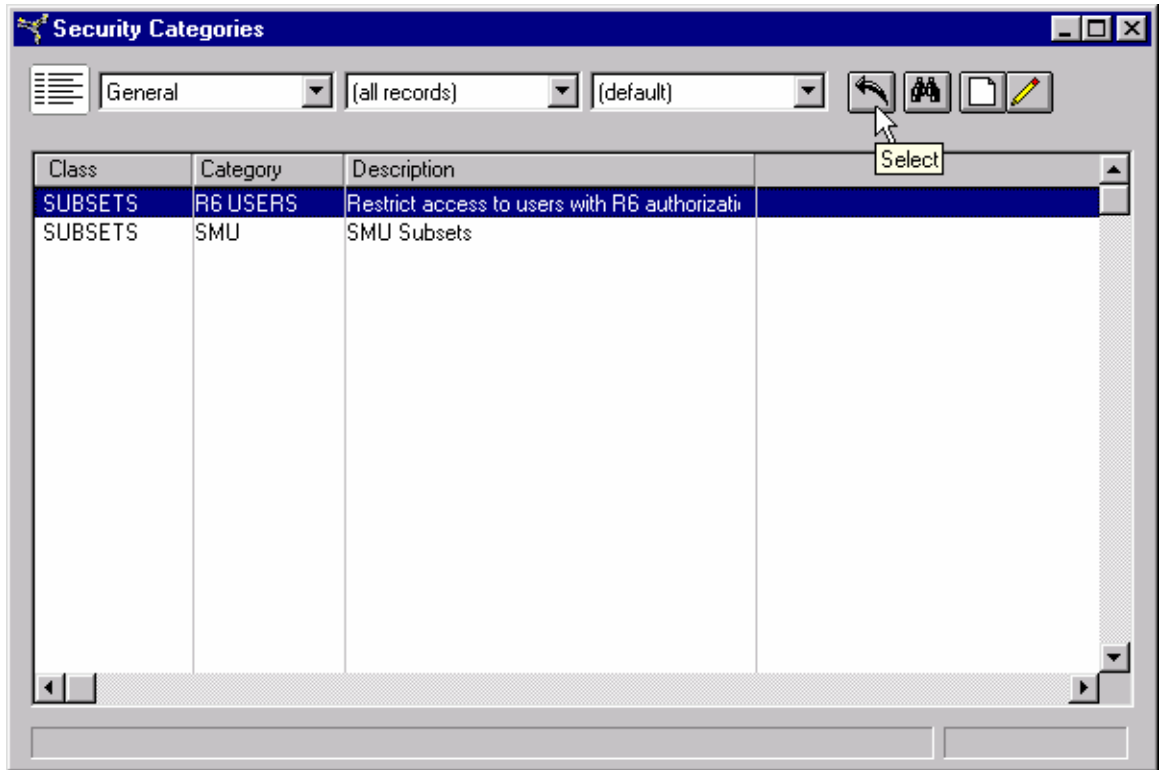 Security Categories
General (all records) (default)
Select
Class Category Description
SUBSETS R6 USERS Restrict access to users with R6 authorizati
SUBSETS SMU SMU Subsets